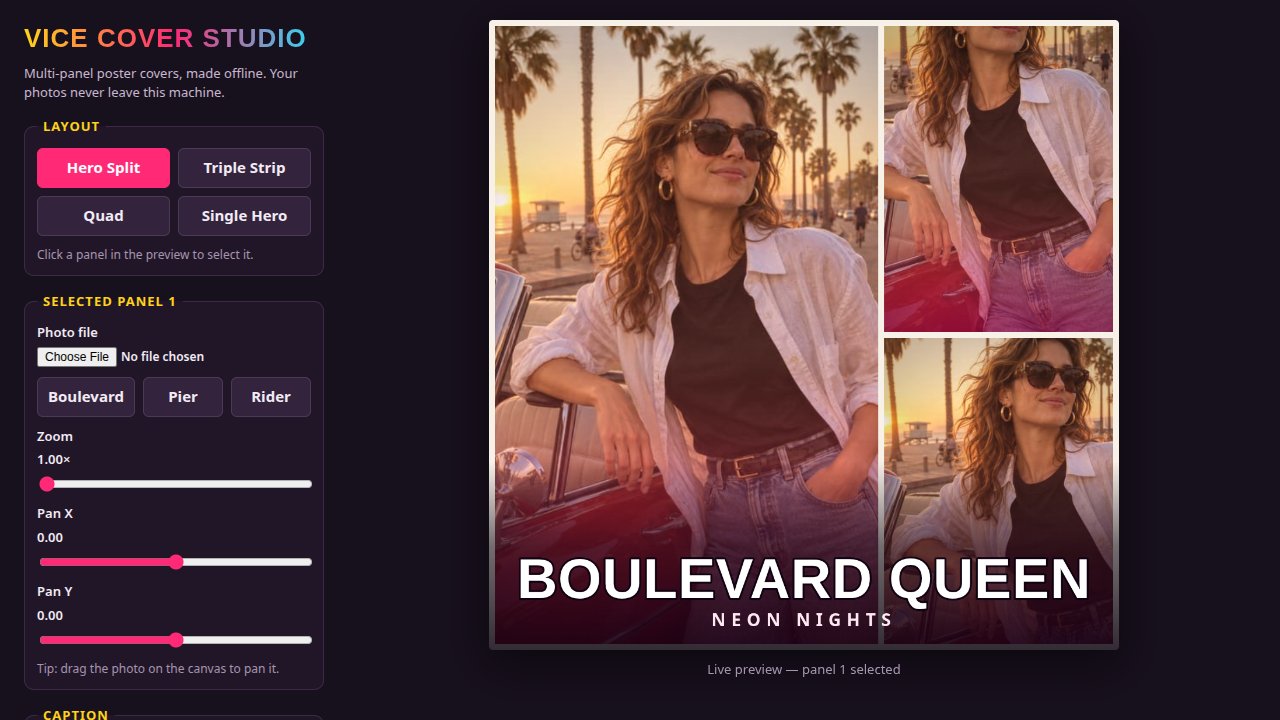 VICE COVER STUDIO
Multi-panel poster covers, made offline. Your
photos never leave this machine.
LAYOUT
Hero Split
Triple Strip
Quad
Single Hero
Click a panel in the preview to select it.
SELECTED PANEL 1
Photo file
Choose File No file chosen
Boulevard
Pier
Rider
Zoom
1.00×
Pan X
0.00
Pan Y
0.00
Tip: drag the photo on the canvas to pan it.
CAPTION
BOULEVARD QUEEN
NEON NIGHTS
Live preview — panel 1 selected